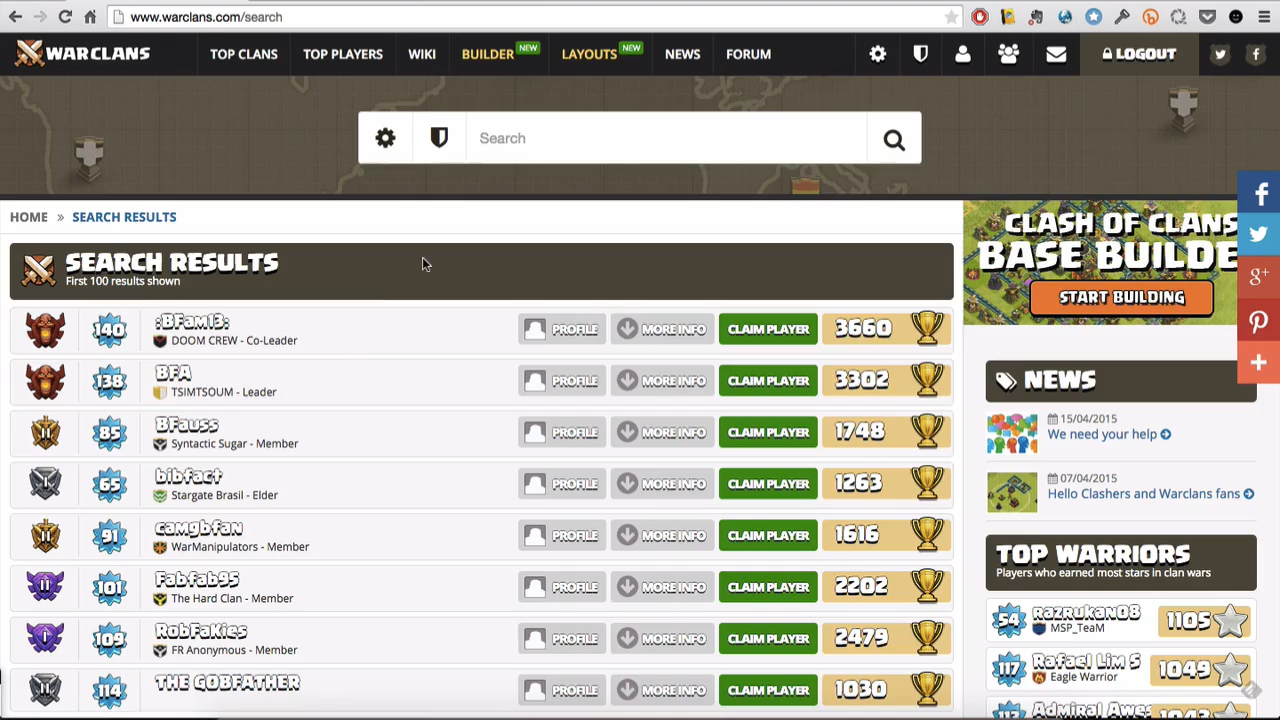 www.warclans.com/search
WAR CLANS
TOP CLANS
TOP PLAYERS
WIKI
BUILDER NEW
LAYOUTS NEW
NEWS
FORUM
LOGOUT
Search
HOME » SEARCH RESULTS
SEARCH RESULTS
First 100 results shown
140 :BFam13: PROFILE MORE INFO CLAIM PLAYER 3660
DOOM CREW - Co-Leader
138 BFA PROFILE MORE INFO CLAIM PLAYER 3302
TSIMTSOUM - Leader
85 BFauss PROFILE MORE INFO CLAIM PLAYER 1748
Syntactic Sugar - Member
65 bibfact PROFILE MORE INFO CLAIM PLAYER 1263
Stargate Brasil - Elder
91 camgbfan PROFILE MORE INFO CLAIM PLAYER 1616
WarManipulators - Member
101 Fabfab95 PROFILE MORE INFO CLAIM PLAYER 2202
The Hard Clan - Member
109 RobFaKies PROFILE MORE INFO CLAIM PLAYER 2479
FR Anonymous - Member
114 THE GOBFATHER PROFILE MORE INFO CLAIM PLAYER 1030
CLASH OF CLANS
BASE BUILDE
START BUILDING
NEWS
15/04/2015
We need your help
07/04/2015
Hello Clashers and Warclans fans
TOP WARRIORS
Players who earned most stars in clan wars
54 razrukan08 1105
MSP_TeaM
117 Rafael Lim S 1049
Eagle Warrior
Admiral Awes